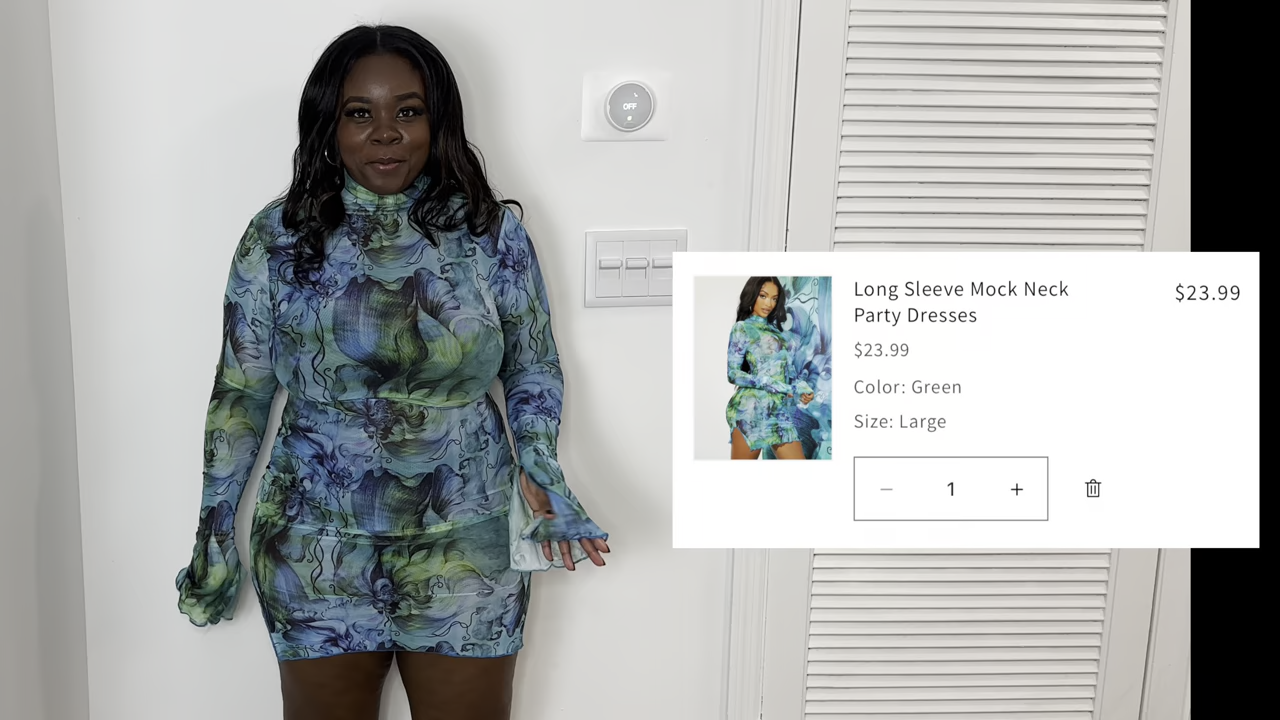 OFF
Long Sleeve Mock Neck
Party Dresses
$23.99
$23.99
Color: Green
Size: Large
1